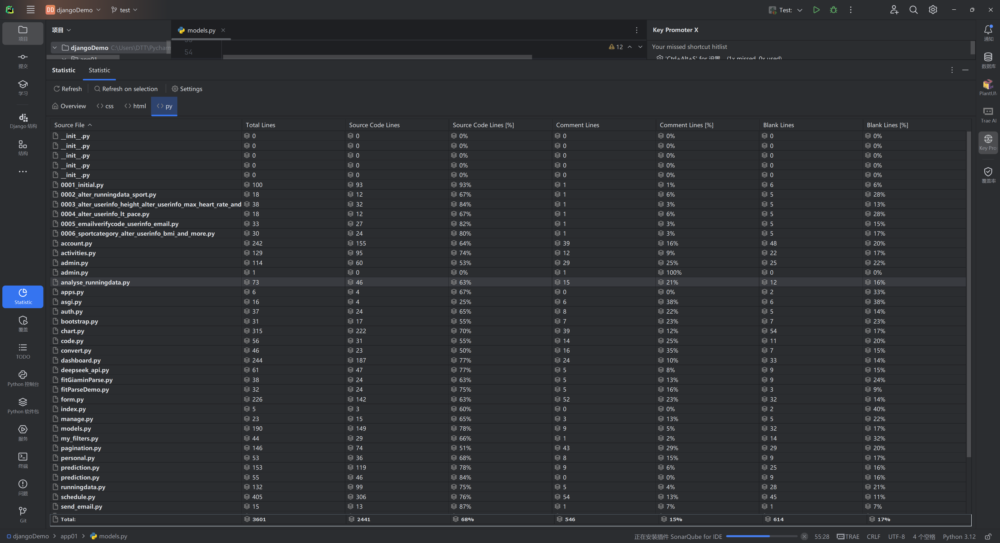 DD djangoDemo test Test:
项目
提交
学习
Django 结构
结构
Statistic
覆盖
TODO
Python 控制台
Python 软件包
服务
终端
问题
Git
项目
djangoDemo C:\Users\DTT\Pycharm
app01
models.py
54
12
Key Promoter X
Your missed shortcut hitlist
'Ctrl+Alt+S' for 设置 (1x missed, 0x used)
Statistic Statistic
Refresh Refresh on selection Settings
Overview css html py
Source File Total Lines Source Code Lines Source Code Lines [%] Comment Lines Comment Lines [%] Blank Lines Blank Lines [%]
__init__.py 0 0 0% 0 0% 0 0%
__init__.py 0 0 0% 0 0% 0 0%
__init__.py 0 0 0% 0 0% 0 0%
__init__.py 0 0 0% 0 0% 0 0%
__init__.py 0 0 0% 0 0% 0 0%
0001_initial.py 100 93 93% 1 1% 6 6%
0002_alter_runningdata_sport.py 18 12 67% 1 6% 5 28%
0003_alter_userinfo_height_alter_userinfo_max_heart_rate_and 38 32 84% 1 3% 5 13%
0004_alter_userinfo_lt_pace.py 18 12 67% 1 6% 5 28%
0005_emailverifycode_userinfo_email.py 33 27 82% 1 3% 5 15%
0006_sportcategory_alter_userinfo_bmi_and_more.py 30 24 80% 1 3% 5 17%
account.py 242 155 64% 39 16% 48 20%
activities.py 129 95 74% 12 9% 22 17%
admin.py 114 60 53% 29 25% 25 22%
admin.py 1 0 0% 1 100% 0 0%
analyse_runningdata.py 73 46 63% 15 21% 12 16%
apps.py 6 4 67% 0 0% 2 33%
asgi.py 16 4 25% 6 38% 6 38%
auth.py 37 24 65% 8 22% 5 14%
bootstrap.py 31 17 55% 7 23% 7 23%
chart.py 315 222 70% 39 12% 54 17%
code.py 56 31 55% 14 25% 11 20%
convert.py 46 23 50% 16 35% 7 15%
dashboard.py 244 187 77% 24 10% 33 14%
deepseek_api.py 61 47 77% 5 8% 9 15%
fitGiaminParse.py 38 24 63% 5 13% 9 24%
fitParseDemo.py 32 24 75% 5 16% 3 9%
form.py 226 142 63% 52 23% 32 14%
index.py 5 3 60% 0 0% 2 40%
manage.py 23 15 65% 3 13% 5 22%
models.py 190 149 78% 9 5% 32 17%
my_filters.py 44 29 66% 1 2% 14 32%
pagination.py 146 74 51% 43 29% 29 20%
personal.py 53 36 68% 8 15% 9 17%
prediction.py 153 119 78% 9 6% 25 16%
prediction.py 55 46 84% 0 0% 9 16%
runningdata.py 132 99 75% 5 4% 28 21%
schedule.py 405 306 76% 54 13% 45 11%
send_email.py 15 13 87% 1 7% 1 7%
Total: 3601 2441 68% 546 15% 614 17%
通知
数据库
PlantUM
Trae AI
Key Pro
覆盖率
djangoDemo > app01 > models.py
正在安装插件 SonarQube for IDE 55:28 TRAE CRLF UTF-8 4 个空格 Python 3.12